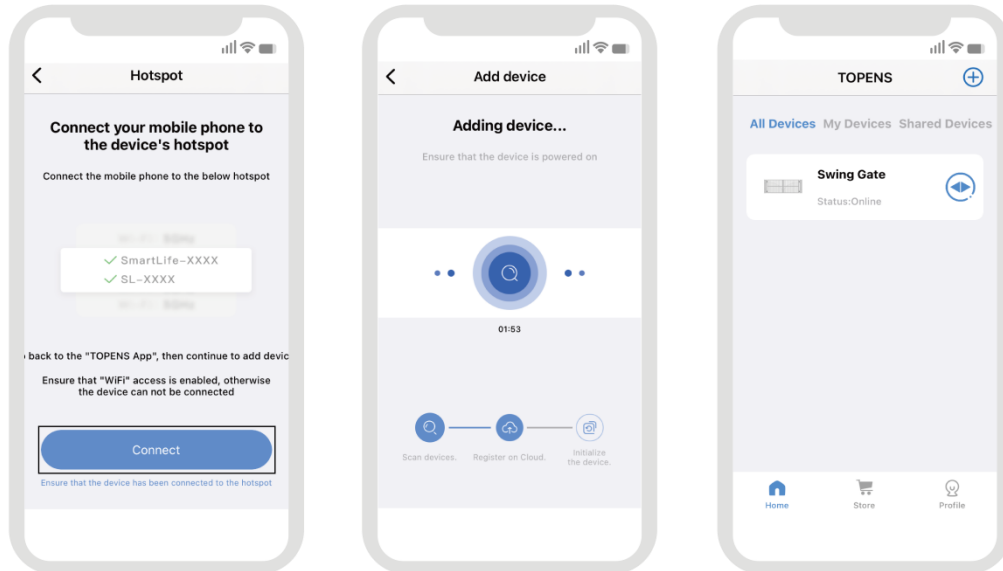 Hotspot
Connect your mobile phone to
the device's hotspot
Connect the mobile phone to the below hotspot
SmartLife-XXXX
SL-XXXX
back to the "TOPENS App", then continue to add devic
Ensure that "WiFi" access is enabled, otherwise
the device can not be connected
Connect
Ensure that the device has been connected to the hotspot
Add device
Adding device...
Ensure that the device is powered on
01:53
Scan devices.
Register on Cloud.
Initialize
the device.
TOPENS
All Devices My Devices Shared Devices
Swing Gate
Status:Online
Home
Store
Profile